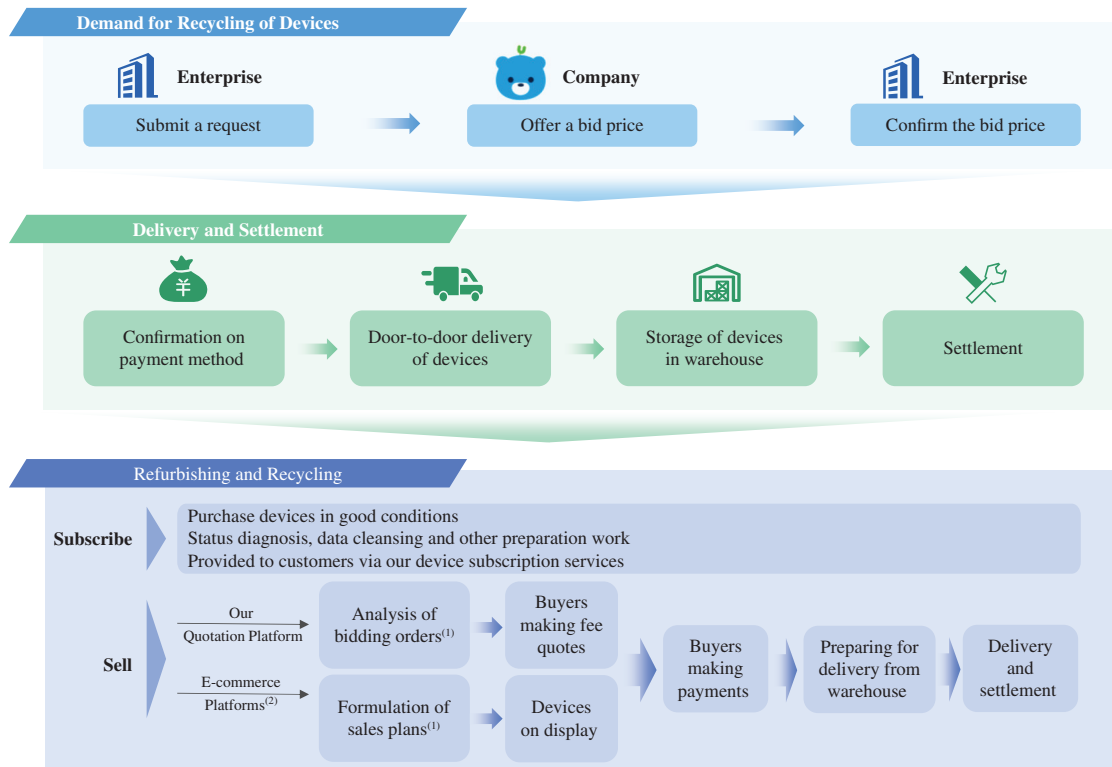 Demand for Recycling of Devices
Enterprise
Company
Enterprise
Submit a request
Offer a bid price
Confirm the bid price
Delivery and Settlement
¥
Confirmation on
payment method
Door-to-door delivery
of devices
Storage of devices
in warehouse
Settlement
Refurbishing and Recycling
Subscribe
Purchase devices in good conditions
Status diagnosis, data cleansing and other preparation work
Provided to customers via our device subscription services
Sell
Our
Quotation Platform
Analysis of
bidding orders(1)
Buyers
making fee
quotes
E-commerce
Platforms(2)
Formulation of
sales plans(1)
Devices
on display
Buyers
making
payments
Preparing for
delivery from
warehouse
Delivery
and
settlement